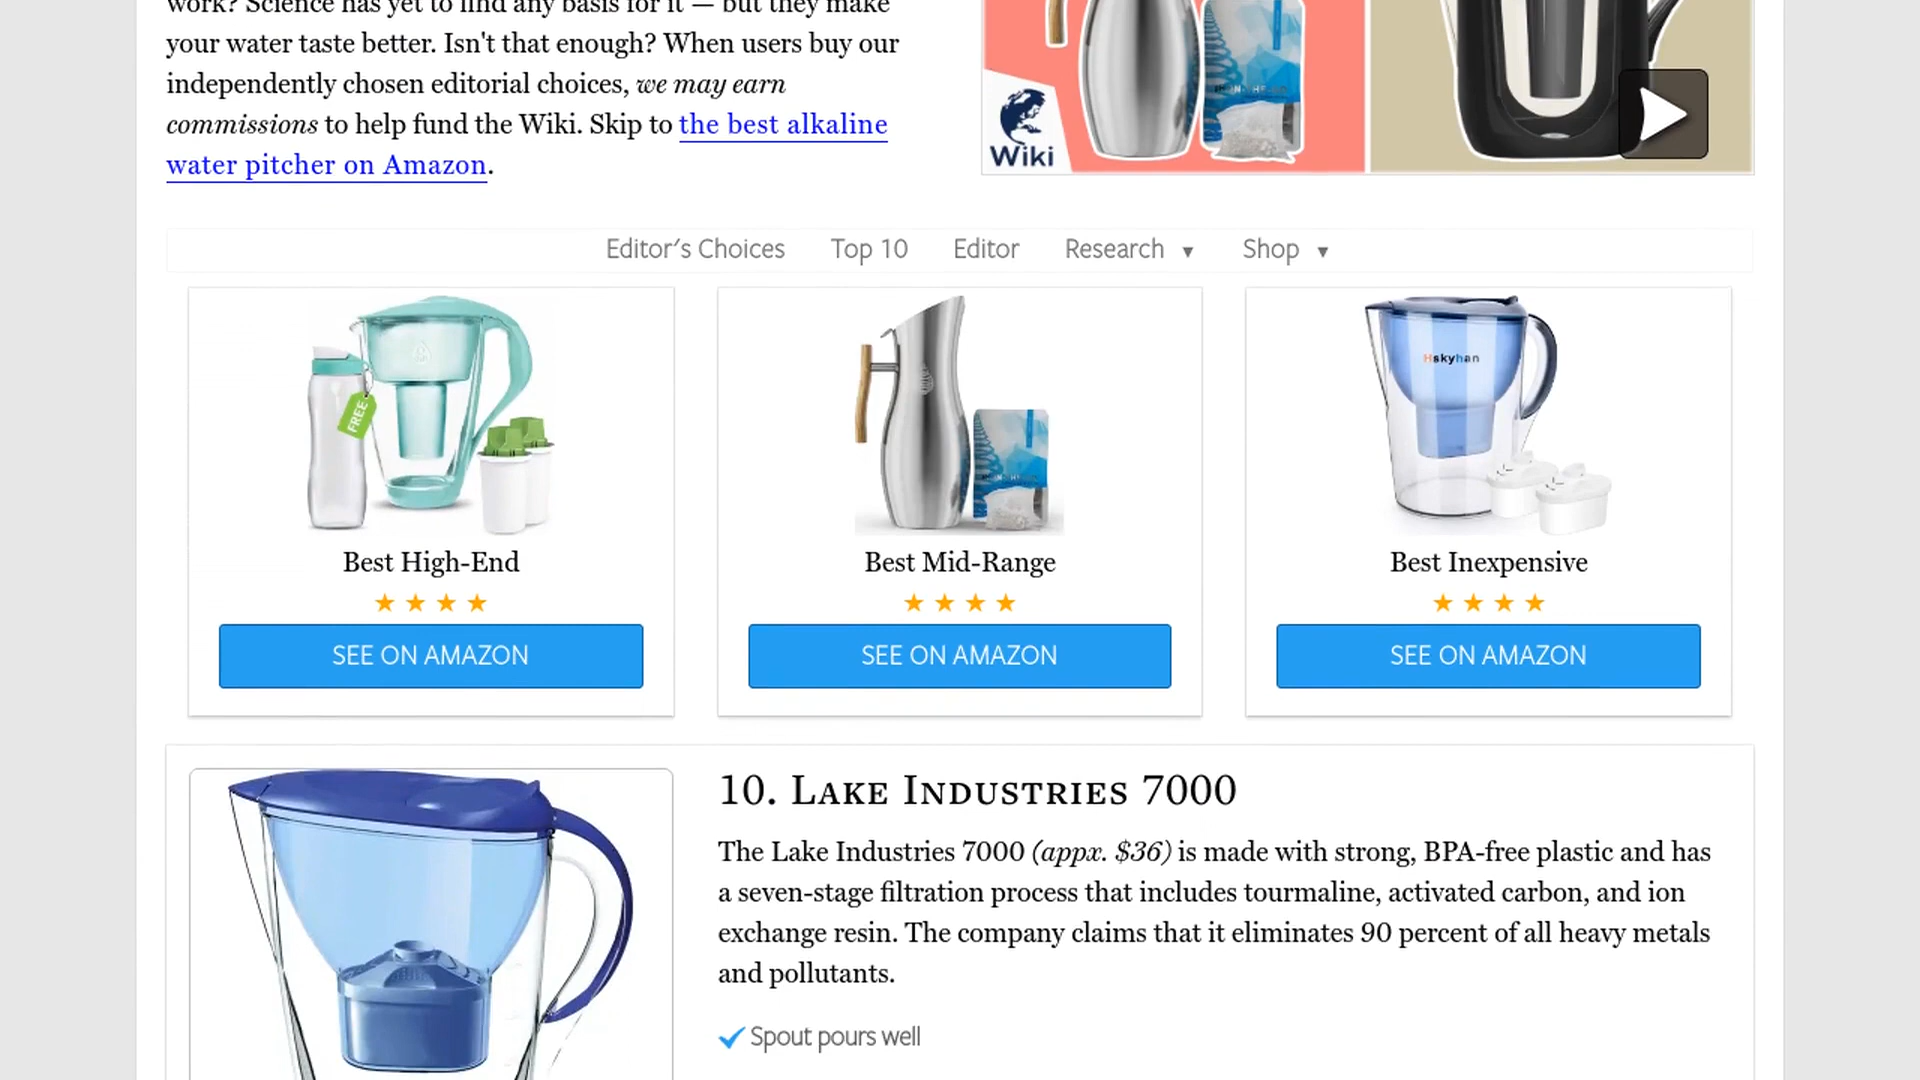 work? Science has yet to find any basis for it — but they make
your water taste better. Isn't that enough? When users buy our
independently chosen editorial choices, we may earn
commissions to help fund the Wiki. Skip to the best alkaline
water pitcher on Amazon.
Wiki
Editor's Choices Top 10 Editor Research ▼ Shop ▼
FREE
Hskyhan
Best High-End
★ ★ ★ ★
SEE ON AMAZON
Best Mid-Range
★ ★ ★ ★
SEE ON AMAZON
Best Inexpensive
★ ★ ★ ★
SEE ON AMAZON
10. Lake Industries 7000
The Lake Industries 7000 (appx. $36) is made with strong, BPA-free plastic and has
a seven-stage filtration process that includes tourmaline, activated carbon, and ion
exchange resin. The company claims that it eliminates 90 percent of all heavy metals
and pollutants.
Spout pours well